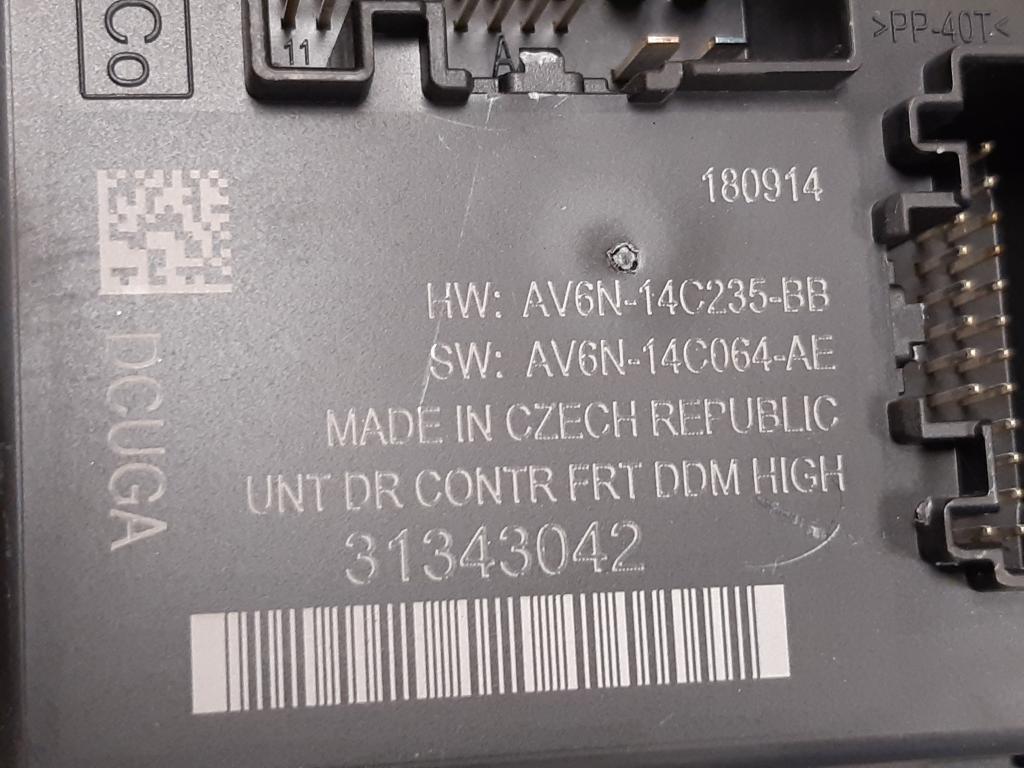 Co
11
A
>PP-40T<
180914
HW: AV6N-14C235-BB
SW: AV6N-14C064-AE
MADE IN CZECH REPUBLIC
UNT DR CONTR FRT DDM HIGH
31343042
DCUGA